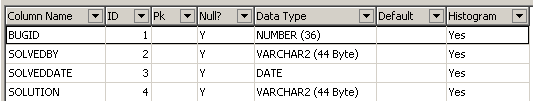 Column Name ID Pk Null? Data Type Default Histogram
BUGID 1 Y NUMBER (36) Yes
SOLVEDBY 2 Y VARCHAR2 (44 Byte) Yes
SOLVEDDATE 3 Y DATE Yes
SOLUTION 4 Y VARCHAR2 (44 Byte) Yes